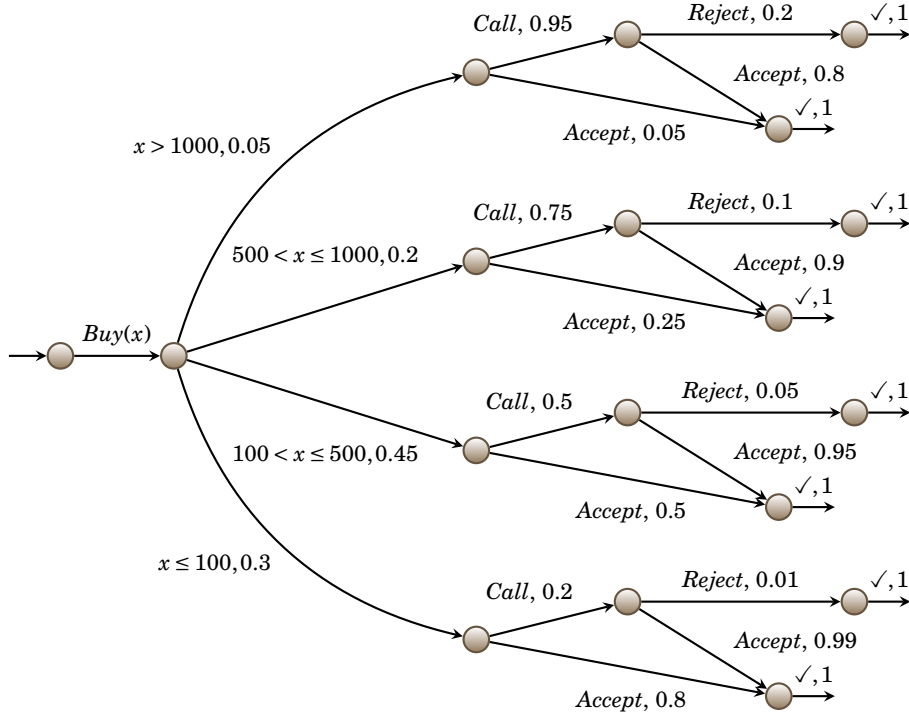 Call, 0.95
Reject, 0.2
✓, 1
Accept, 0.8
✓, 1
Accept, 0.05
x > 1000, 0.05
Call, 0.75
Reject, 0.1
✓, 1
500 < x ≤ 1000, 0.2
Accept, 0.9
✓, 1
Accept, 0.25
Buy(x)
Call, 0.5
Reject, 0.05
✓, 1
100 < x ≤ 500, 0.45
Accept, 0.95
✓, 1
Accept, 0.5
x ≤ 100, 0.3
Call, 0.2
Reject, 0.01
✓, 1
Accept, 0.99
✓, 1
Accept, 0.8